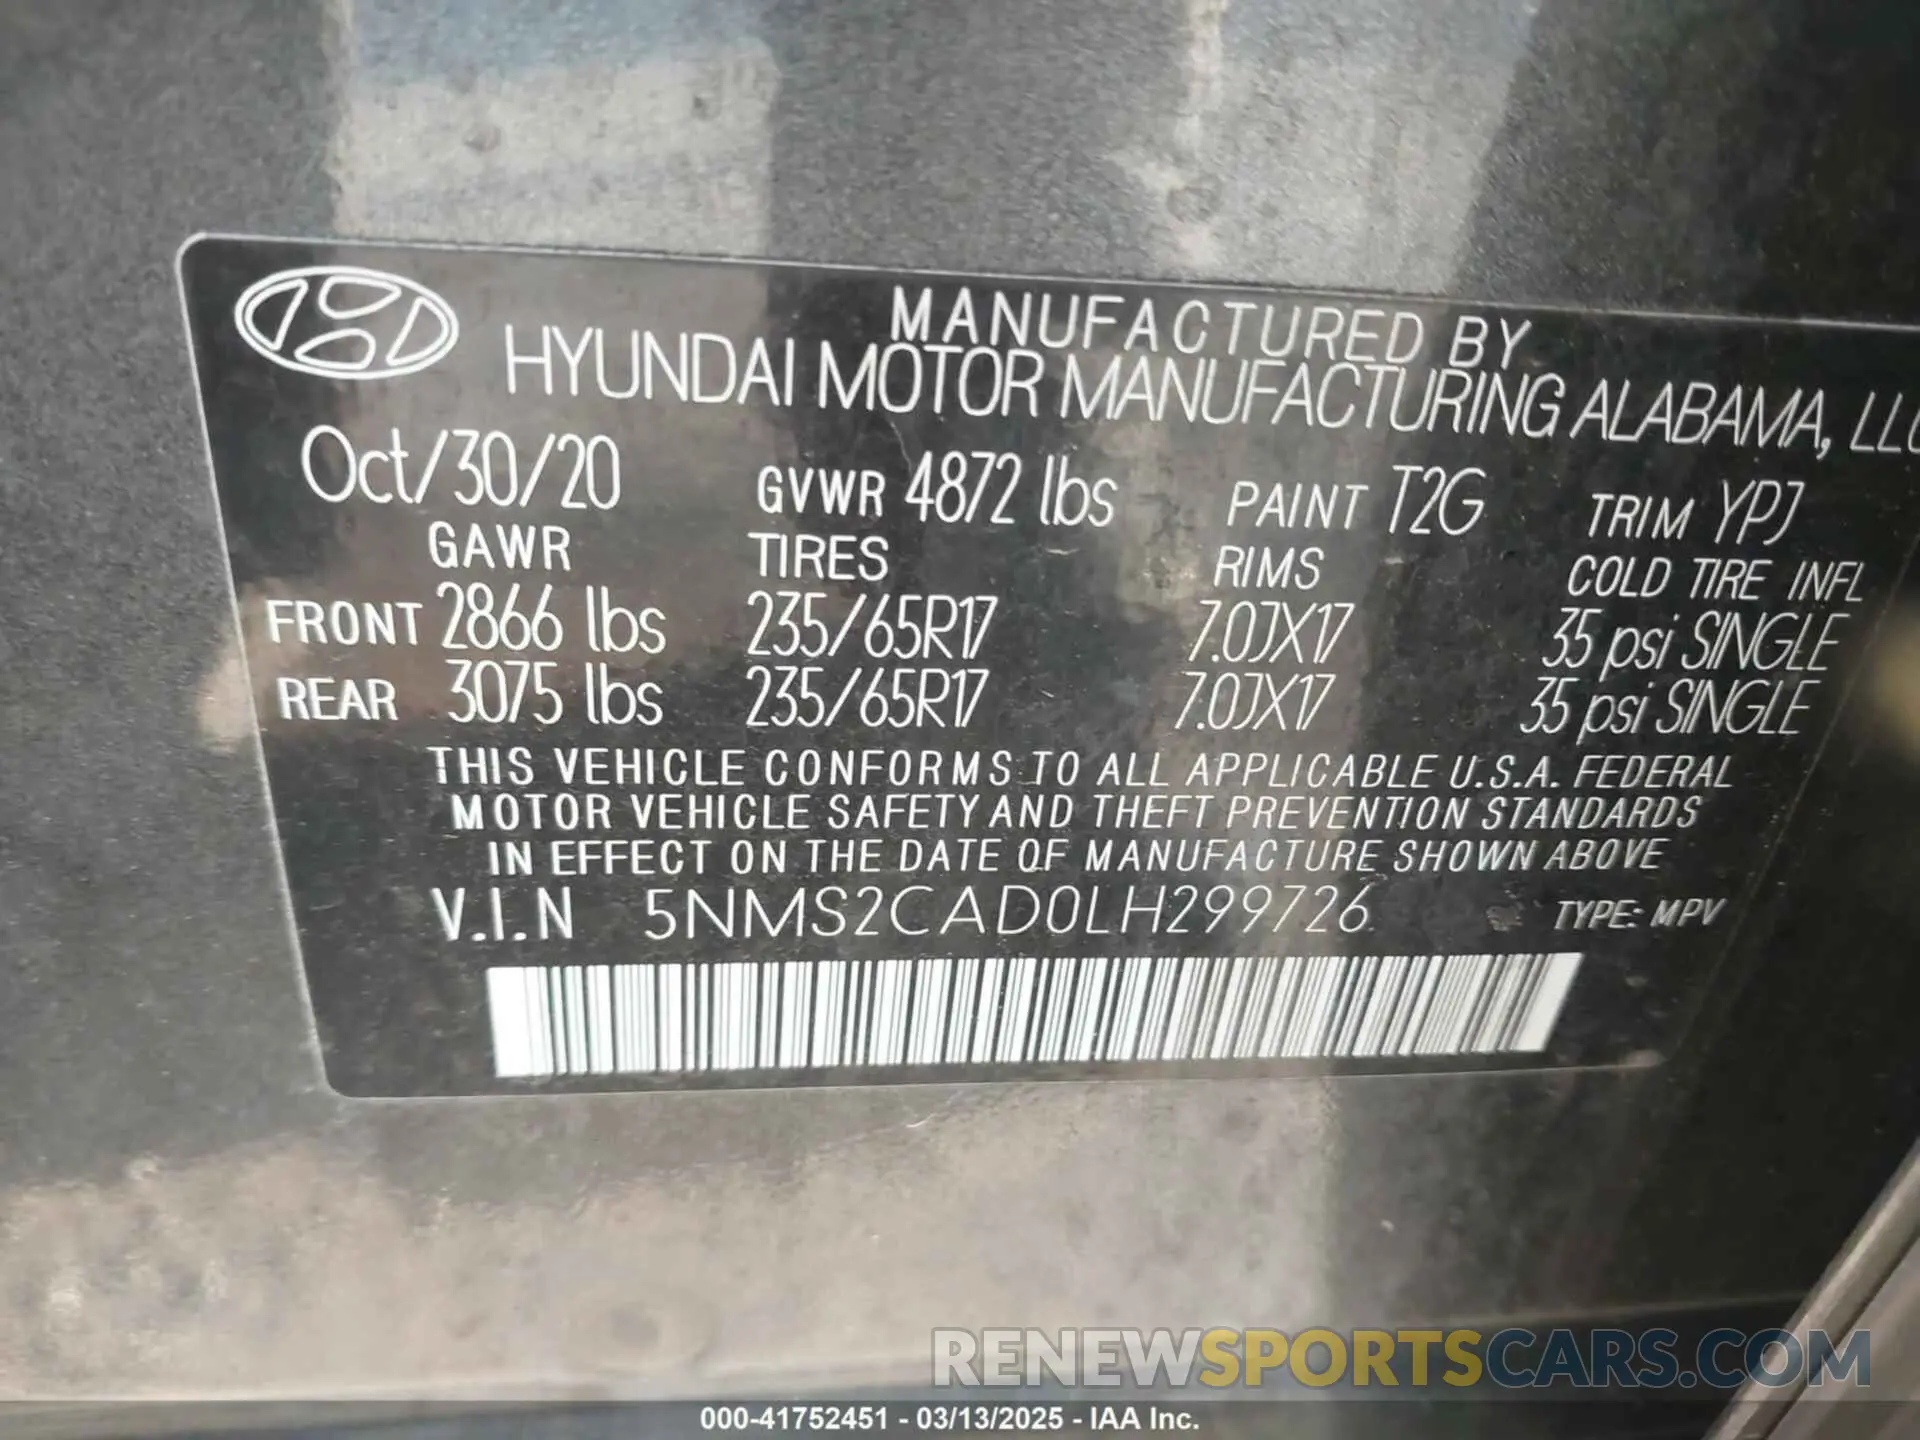 MANUFACTURED BY
HYUNDAI MOTOR MANUFACTURING ALABAMA, LLC
Oct/30/20 GVWR 4872 lbs PAINT T2G TRIM YPJ
GAWR TIRES RIMS COLD TIRE INFL
FRONT 2866 lbs 235/65R17 7.0JX17 35 psi SINGLE
REAR 3075 lbs 235/65R17 7.0JX17 35 psi SINGLE
THIS VEHICLE CONFORMS TO ALL APPLICABLE U.S.A. FEDERAL
MOTOR VEHICLE SAFETY AND THEFT PREVENTION STANDARDS
IN EFFECT ON THE DATE OF MANUFACTURE SHOWN ABOVE
V.I.N 5NMS2CAD0LH299726 TYPE: MPV
RENEWSPORTSCARS.COM
000-41752451 - 03/13/2025 - IAA Inc.